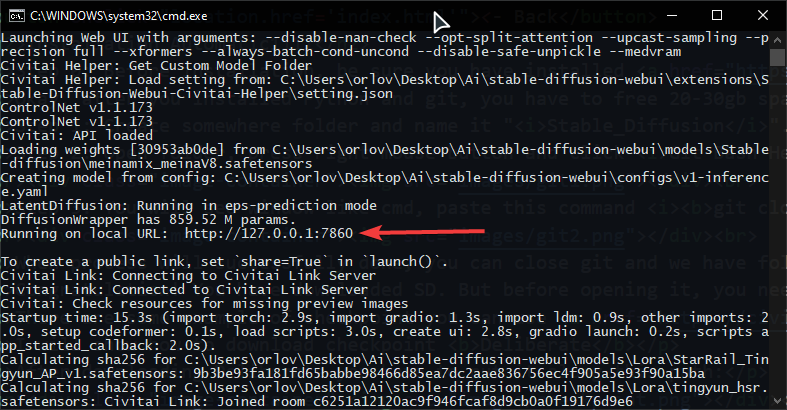 C:\WINDOWS\system32\cmd.exe
Launching Web UI with arguments: --disable-nan-check --opt-split-attention --upcast-sampling --p
recision full --xformers --always-batch-cond-uncond --disable-safe-unpickle --medvram
Civitai Helper: Get Custom Model Folder
Civitai Helper: Load setting from: C:\Users\orlov\Desktop\Ai\stable-diffusion-webui\extensions\S
table-Diffusion-Webui-Civitai-Helper\setting.json
ControlNet v1.1.173
ControlNet v1.1.173
Civitai: API loaded
Loading weights [30953ab0de] from C:\Users\orlov\Desktop\Ai\stable-diffusion-webui\models\Stable
-diffusion\meinamix_meinaV8.safetensors
Creating model from config: C:\Users\orlov\Desktop\Ai\stable-diffusion-webui\configs\v1-inferenc
e.yaml
LatentDiffusion: Running in eps-prediction mode
DiffusionWrapper has 859.52 M params.
Running on local URL:  http://127.0.0.1:7860
To create a public link, set `share=True` in `launch()`.
Civitai Link: Connecting to Civitai Link Server
Civitai Link: Connected to Civitai Link Server
Civitai: Check resources for missing preview images
Startup time: 15.3s (import torch: 2.9s, import gradio: 1.3s, import ldm: 0.9s, other imports: 2
.0s, setup codeformer: 0.1s, load scripts: 3.0s, create ui: 2.8s, gradio launch: 0.2s, scripts a
pp_started_callback: 2.0s).
Calculating sha256 for C:\Users\orlov\Desktop\Ai\stable-diffusion-webui\models\Lora\StarRail_Tin
gyun_AP_v1.safetensors: 9b3be93fa181fd65babbe98466d85ea7dc2aae836756ec4f905a5e93f90a15ba
Calculating sha256 for C:\Users\orlov\Desktop\Ai\stable-diffusion-webui\models\Lora\tingyun_hsr.
safetensors: Civitai Link: Joined room c6251a12120ac9f946fcaf8d9cb0a0f19176d9e6